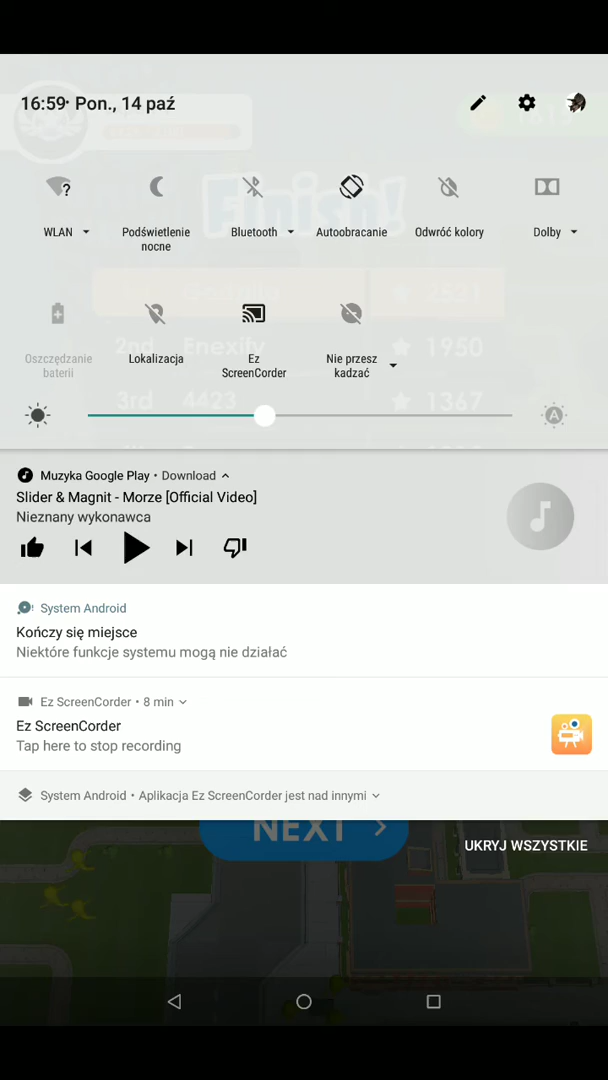 16:59 • Pon., 14 paź
Finish!
WLAN
Podświetlenie nocne
Bluetooth
Autoobracanie
Odwróć kolory
Dolby
2nd Enexity 1950
Oszczędzanie baterii
Lokalizacja
Ez ScreenCorder
Nie przesz kadzać
3rd 4423 1367
Muzyka Google Play • Download
Slider & Magnit - Morze [Official Video]
Nieznany wykonawca
System Android
Kończy się miejsce
Niektóre funkcje systemu mogą nie działać
Ez ScreenCorder • 8 min
Ez ScreenCorder
Tap here to stop recording
System Android • Aplikacja Ez ScreenCorder jest nad innymi
NEXT
UKRYJ WSZYSTKIE